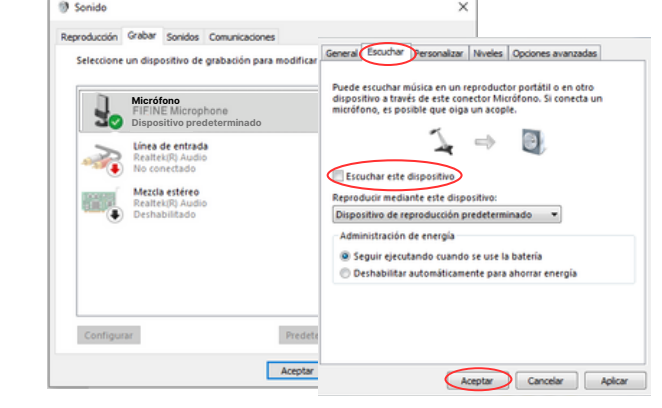 Sonido
Reproducción Grabar Sonidos Comunicaciones
Seleccione un dispositivo de grabación para modificar
Micrófono
FIFINE Microphone
Dispositivo predeterminado
Línea de entrada
Realtek(R) Audio
No conectado
Mezcla estéreo
Realtek(R) Audio
Deshabilitado
Configurar
Aceptar
General Escuchar Personalizar Niveles Opciones avanzadas
Puede escuchar música en un reproductor portátil o en otro
dispositivo a través de este conector Micrófono. Si conecta un
micrófono, es posible que oiga un acople.
Escuchar este dispositivo
Reproducir mediante este dispositivo:
Dispositivo de reproducción predeterminado
Administración de energía
Seguir ejecutando cuando se use la batería
Deshabilitar automáticamente para ahorrar energía
Aceptar Cancelar Aplicar